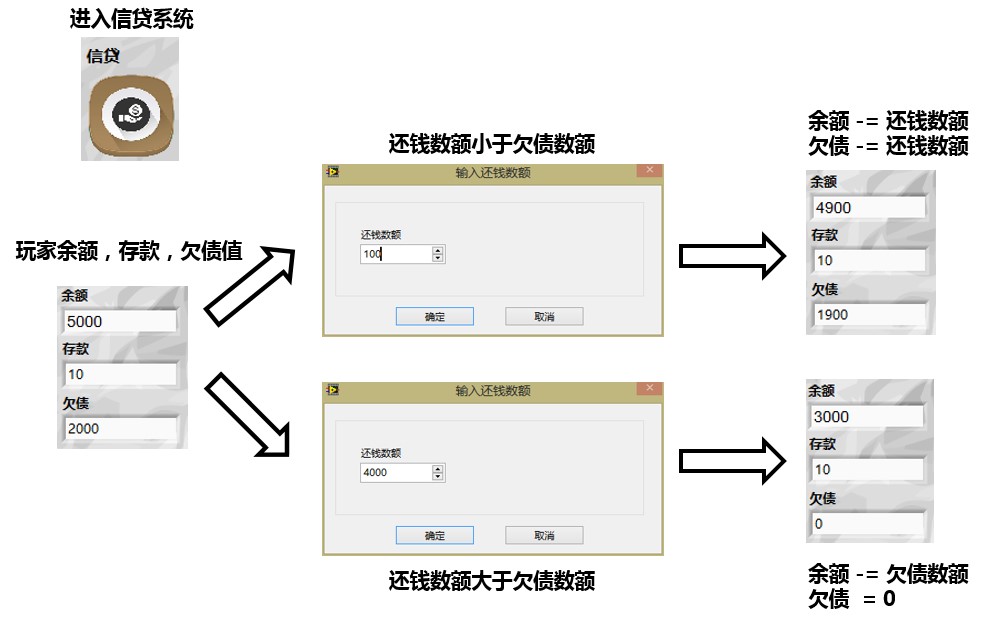 进入信贷系统
信贷
$
玩家余额，存款，欠债值
余额
5000
存款
10
欠债
2000
还钱数额小于欠债数额
输入还钱数额
还钱数额
100
确定
取消
余额 -= 还钱数额
欠债 -= 还钱数额
余额
4900
存款
10
欠债
1900
输入还钱数额
还钱数额
4000
确定
取消
还钱数额大于欠债数额
余额
3000
存款
10
欠债
0
余额 -= 欠债数额
欠债 = 0